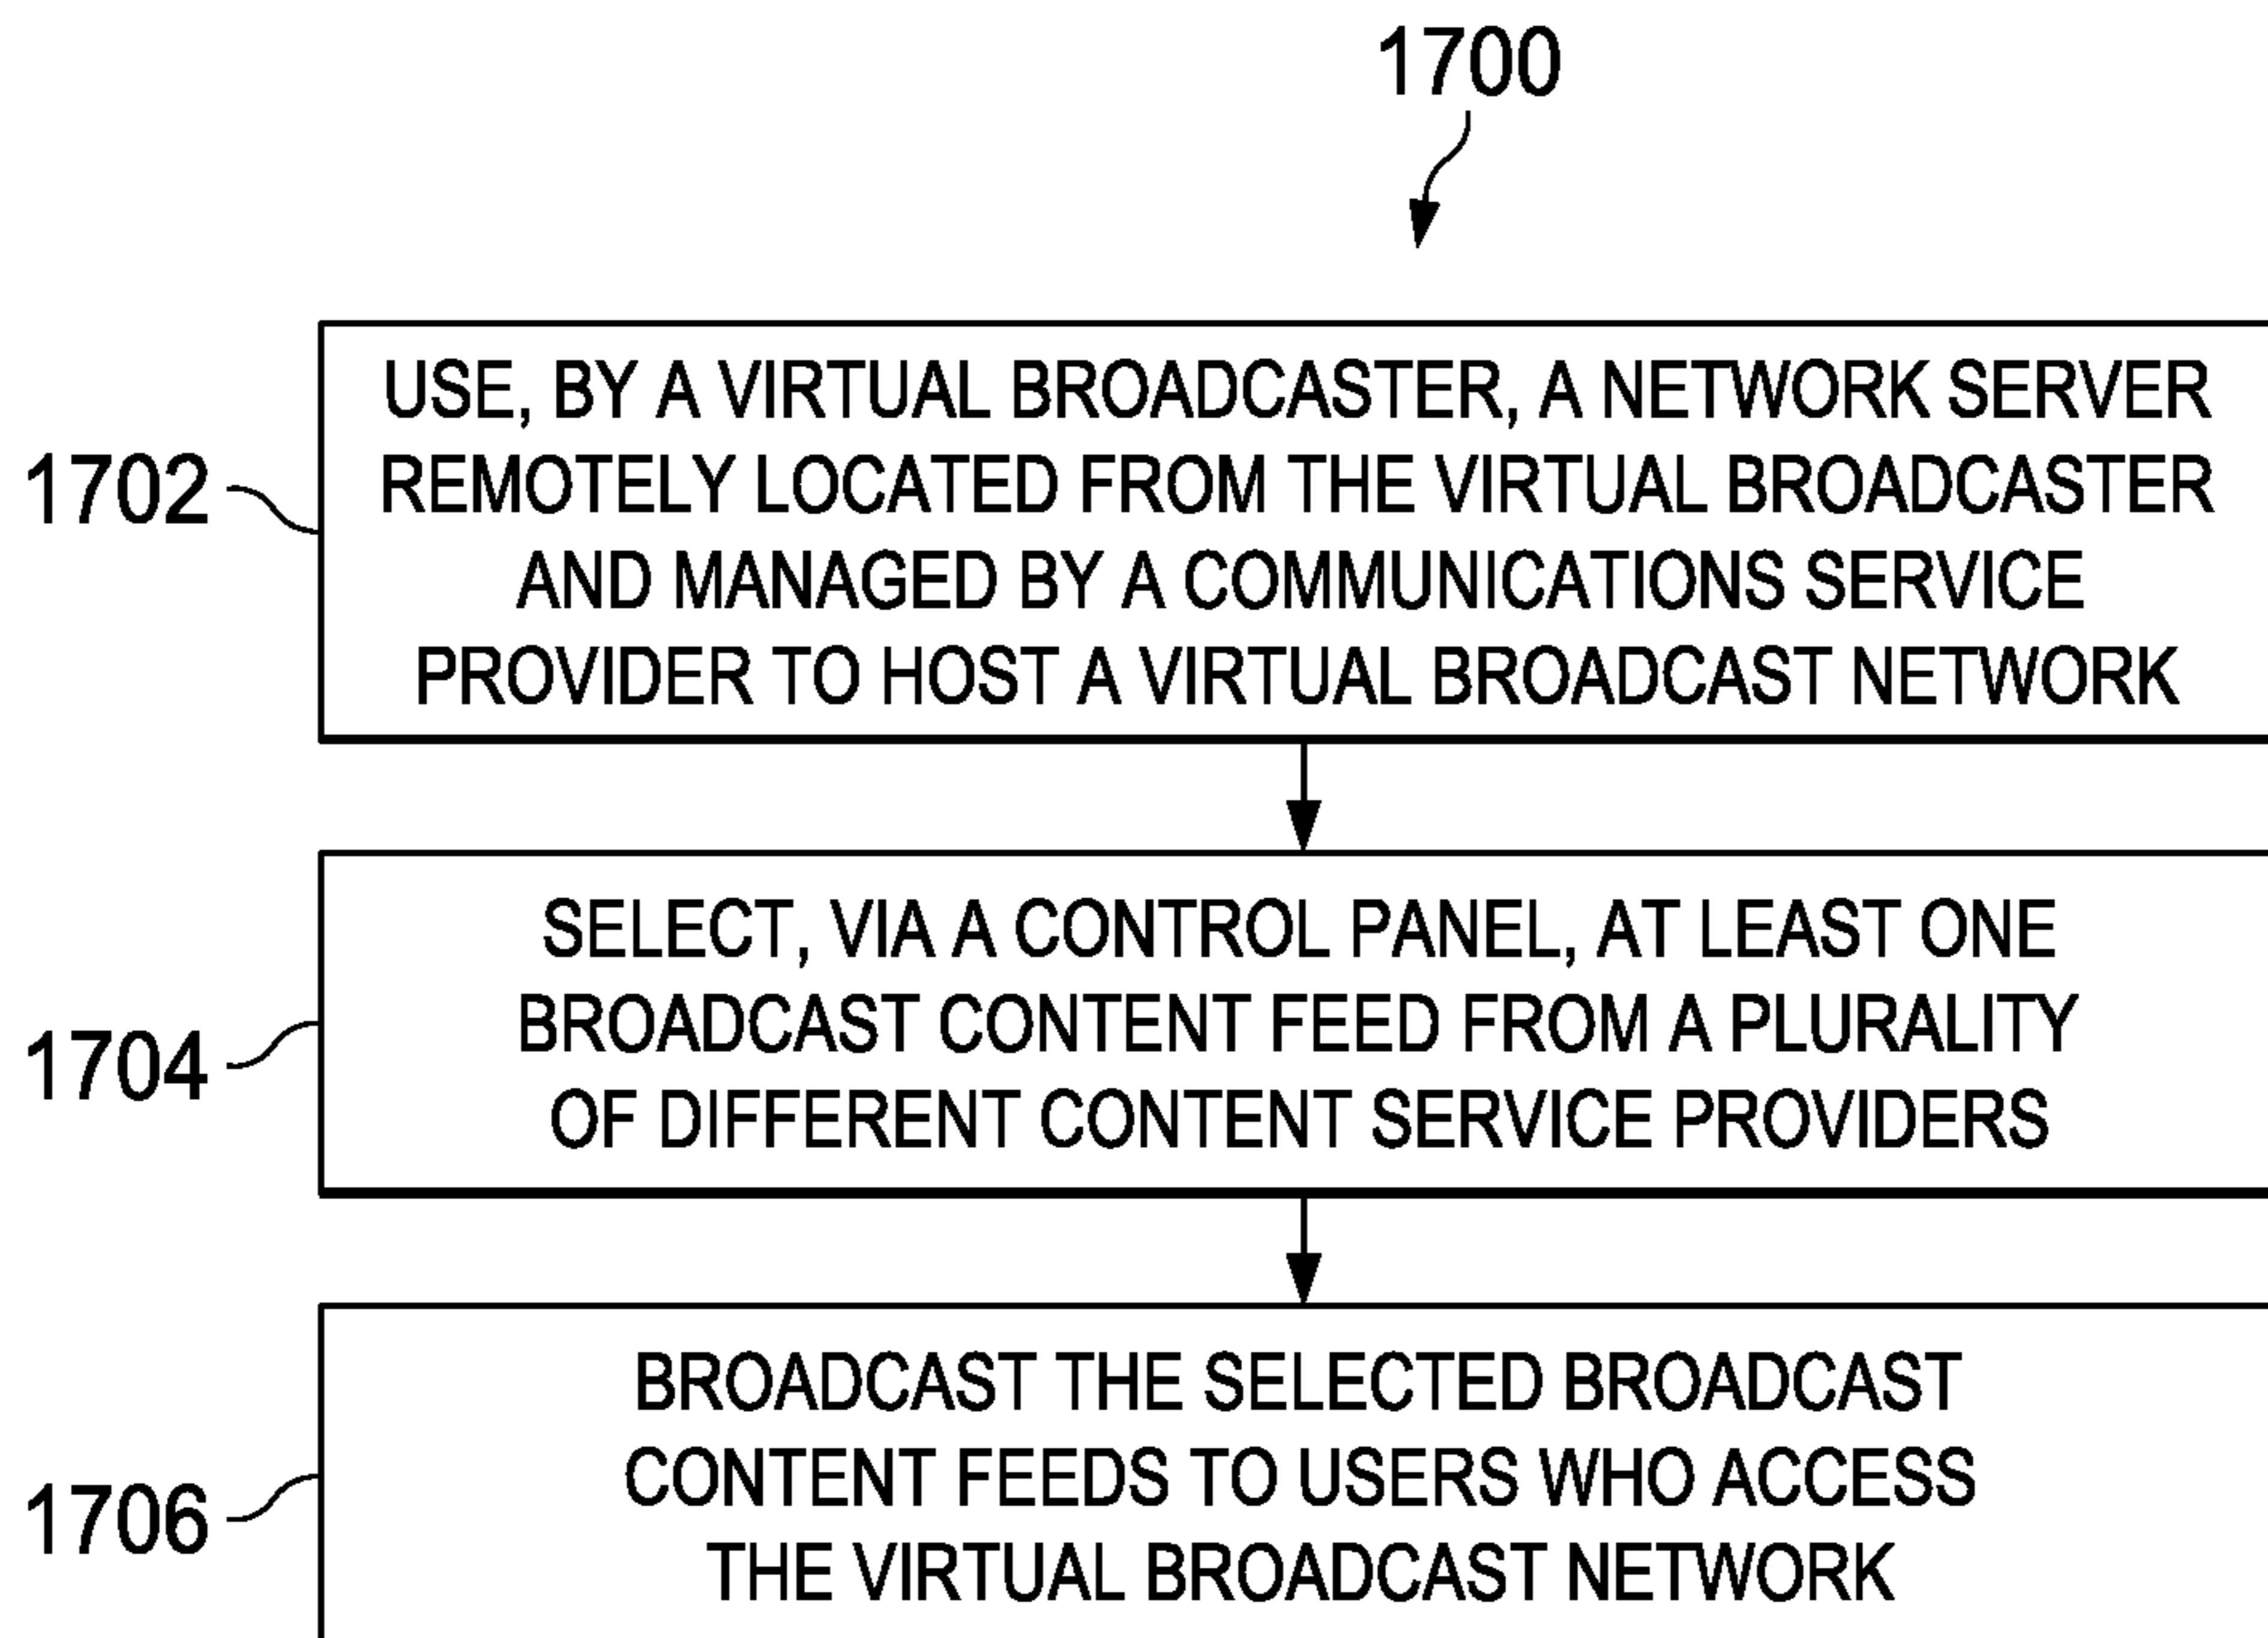 1700
1702
USE, BY A VIRTUAL BROADCASTER, A NETWORK SERVER
REMOTELY LOCATED FROM THE VIRTUAL BROADCASTER
AND MANAGED BY A COMMUNICATIONS SERVICE
PROVIDER TO HOST A VIRTUAL BROADCAST NETWORK
1704
SELECT, VIA A CONTROL PANEL, AT LEAST ONE
BROADCAST CONTENT FEED FROM A PLURALITY
OF DIFFERENT CONTENT SERVICE PROVIDERS
1706
BROADCAST THE SELECTED BROADCAST
CONTENT FEEDS TO USERS WHO ACCESS
THE VIRTUAL BROADCAST NETWORK